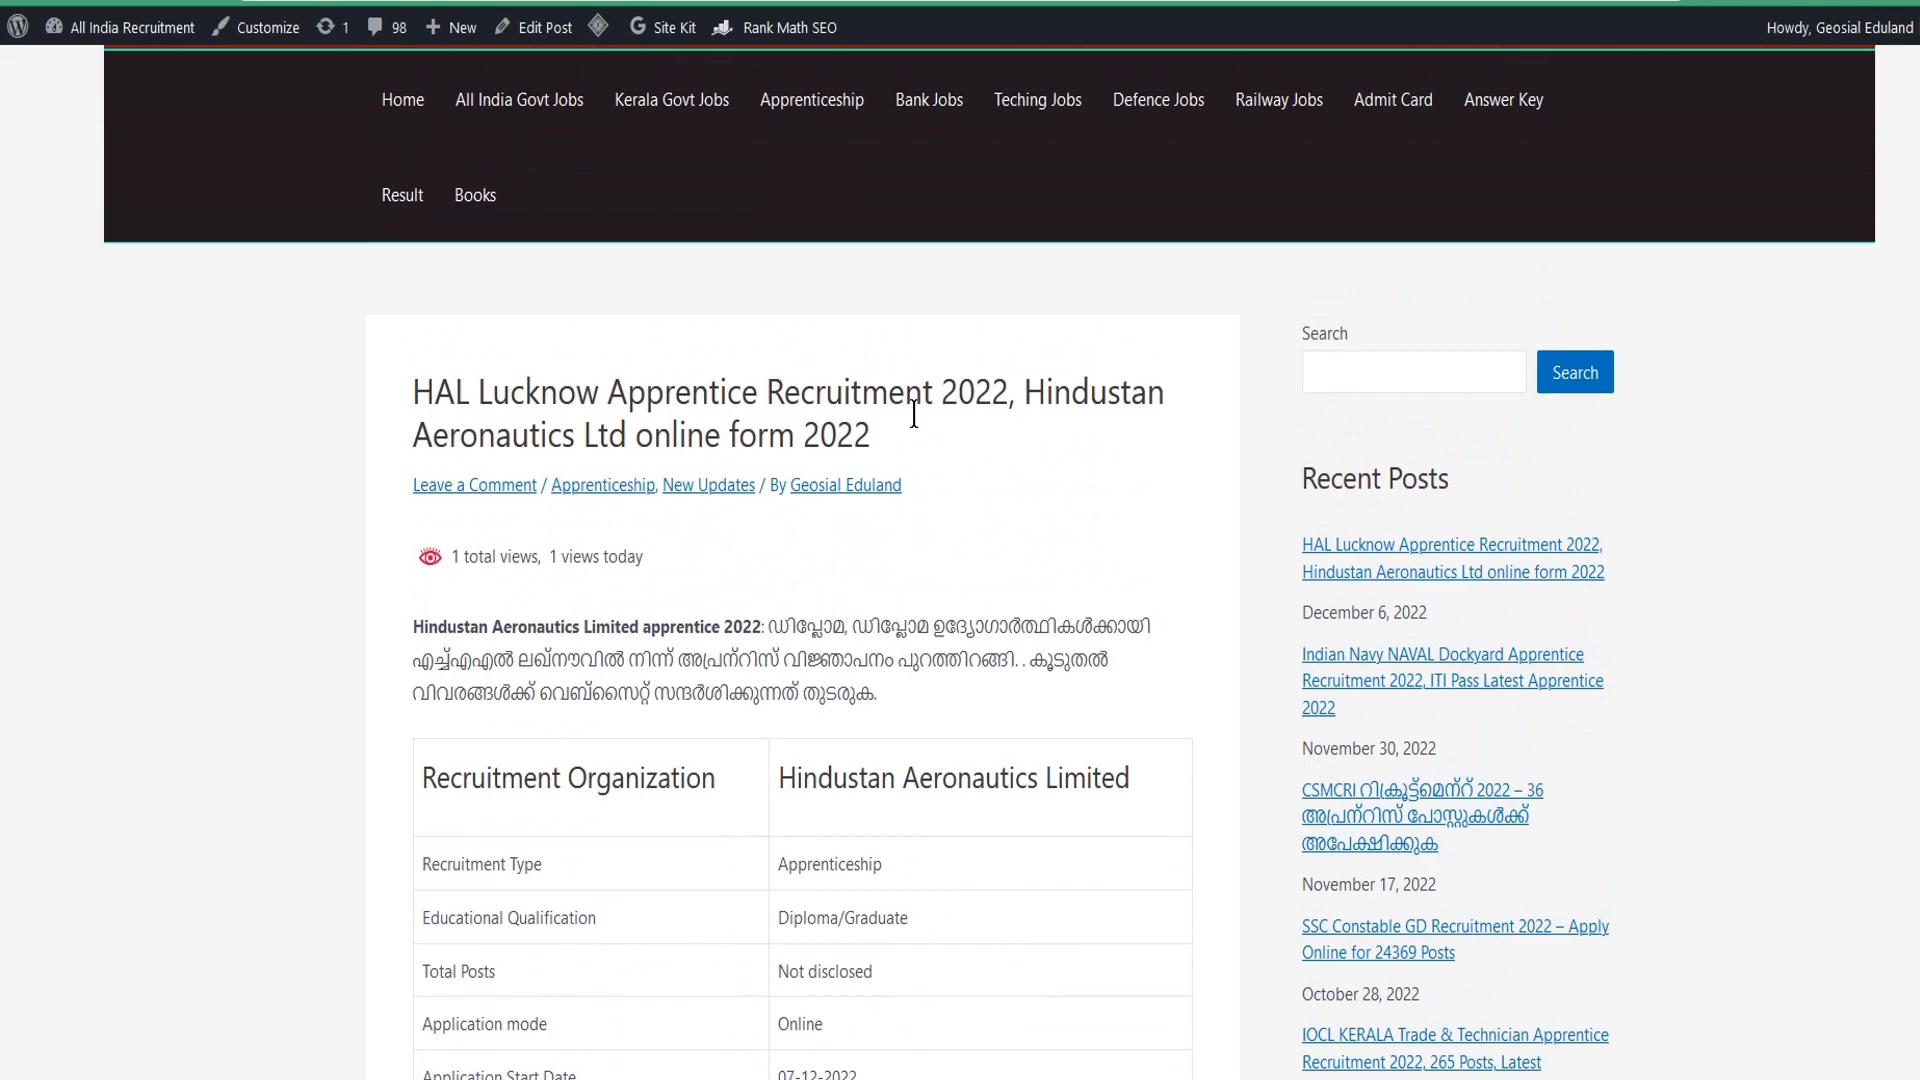 All India Recruitment Customize 1 98 New Edit Post Site Kit Rank Math SEO Howdy, Geosial Eduland
Home All India Govt Jobs Kerala Govt Jobs Apprenticeship Bank Jobs Teching Jobs Defence Jobs Railway Jobs Admit Card Answer Key
Result Books
HAL Lucknow Apprentice Recruitment 2022, Hindustan
Aeronautics Ltd online form 2022
Leave a Comment / Apprenticeship, New Updates / By Geosial Eduland
1 total views, 1 views today
Hindustan Aeronautics Limited apprentice 2022: ഡിപ്ലോമ, ഡിപ്ലോമ ഉദ്യോഗാർത്ഥികൾക്കായി
എച്ച്എഎൽ ലഖ്‌നൗവിൽ നിന്ന് അപ്രന്റിസ് വിജ്ഞാപനം പുറത്തിറങ്ങി. . കൂടുതൽ
വിവരങ്ങൾക്ക് വെബ്സൈറ്റ് സന്ദർശിക്കുന്നത് തുടരുക.
Recruitment Organization Hindustan Aeronautics Limited
Recruitment Type Apprenticeship
Educational Qualification Diploma/Graduate
Total Posts Not disclosed
Application mode Online
Application Start Date 07-12-2022
Search
Search
Recent Posts
HAL Lucknow Apprentice Recruitment 2022,
Hindustan Aeronautics Ltd online form 2022
December 6, 2022
Indian Navy NAVAL Dockyard Apprentice
Recruitment 2022, ITI Pass Latest Apprentice
2022
November 30, 2022
CSMCRI റിക്രൂട്ട്‌മെന്റ് 2022 – 36
അപ്രന്റിസ് പോസ്റ്റുകൾക്ക്
അപേക്ഷിക്കുക
November 17, 2022
SSC Constable GD Recruitment 2022 – Apply
Online for 24369 Posts
October 28, 2022
IOCL KERALA Trade & Technician Apprentice
Recruitment 2022, 265 Posts, Latest